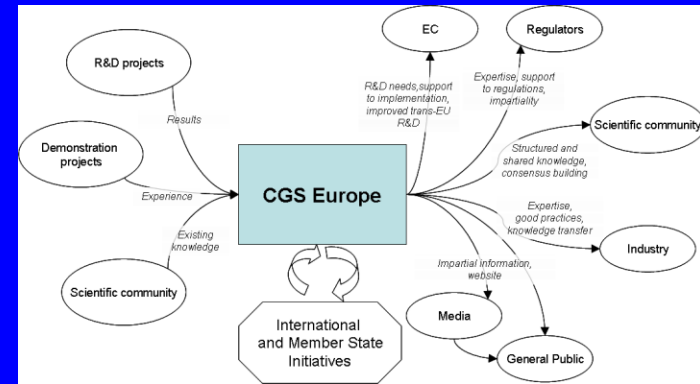 EC
Regulators
R&D projects
R&D needs,support
to implementation,
improved trans-EU
R&D
Expertise, support
to regulations,
impartiality
Results
Scientific community
Demonstration
projects
Structured and
shared knowledge,
consensus building
CGS Europe
Experience
Expertise,
good practices,
knowledge transfer
Existing
knowledge
Industry
Impartial information,
website
Scientific community
Media
International
and Member State
Initiatives
General Public